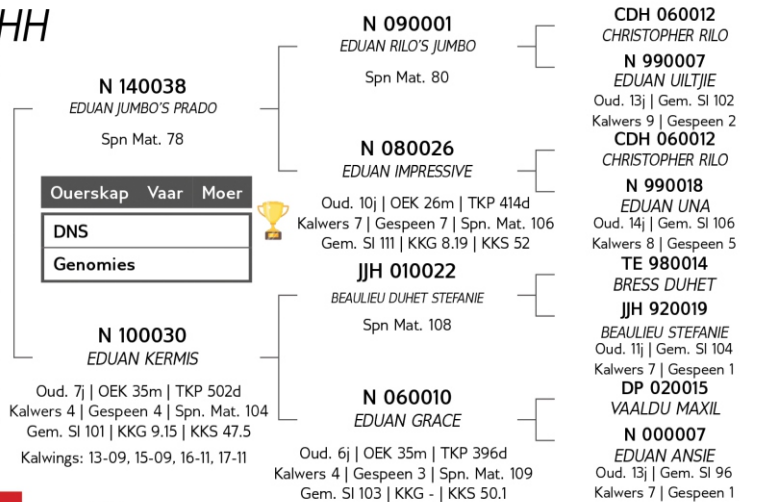 HH
N 140038
EDUAN JUMBO'S PRADO
Spn Mat. 78
Ouerskap Vaar Moer
DNS
Genomies
N 100030
EDUAN KERMIS
Oud. 7j | OEK 35m | TKP 502d
Kalwers 4 | Gespeen 4 | Spn. Mat. 104
Gem. SI 101 | KKG 9.15 | KKS 47.5
Kalwings: 13-09, 15-09, 16-11, 17-11
N 090001
EDUAN RILO'S JUMBO
Spn Mat. 80
N 080026
EDUAN IMPRESSIVE
Oud. 10j | OEK 26m | TKP 414d
Kalwers 7 | Gespeen 7 | Spn. Mat. 106
Gem. SI 111 | KKG 8.19 | KKS 52
JJH 010022
BEAULIEU DUHET STEFANIE
Spn Mat. 108
N 060010
EDUAN GRACE
Oud. 6j | OEK 35m | TKP 396d
Kalwers 4 | Gespeen 3 | Spn. Mat. 109
Gem. SI 103 | KKG - | KKS 50.1
CDH 060012
CHRISTOPHER RILO
N 990007
EDUAN UILTJIE
Oud. 13j | Gem. SI 102
Kalwers 9 | Gespeen 2
CDH 060012
CHRISTOPHER RILO
N 990018
EDUAN UNA
Oud. 14j | Gem. SI 106
Kalwers 8 | Gespeen 5
TE 980014
BRESS DUHET
JJH 920019
BEAULIEU STEFANIE
Oud. 11j | Gem. SI 104
Kalwers 7 | Gespeen 1
DP 020015
VAALDU MAXIL
N 000007
EDUAN ANSIE
Oud. 13j | Gem. SI 96
Kalwers 7 | Gespeen 1